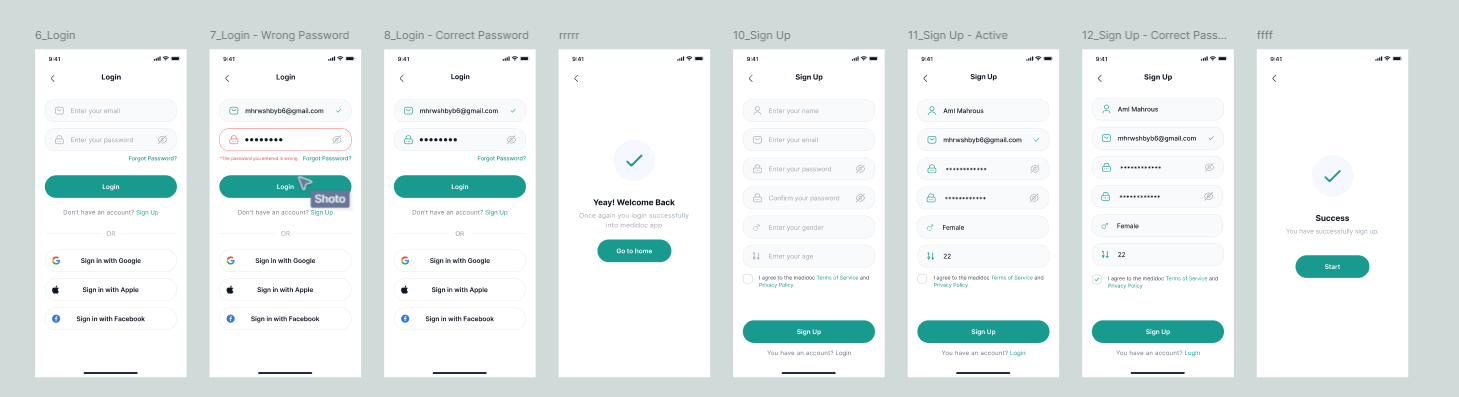 6_Login
9:41
Login
Enter your email
Enter your password
Forgot Password?
Login
Don't have an account? Sign Up
OR
Sign in with Google
Sign in with Apple
Sign in with Facebook
7_Login - Wrong Password
9:41
Login
mhrwshbyb6@gmail.com
*The password you entered is wrong
Forgot Password?
Login
Shoto
Don't have an account? Sign Up
OR
Sign in with Google
Sign in with Apple
Sign in with Facebook
8_Login - Correct Password
9:41
Login
mhrwshbyb6@gmail.com
Forgot Password?
Login
Don't have an account? Sign Up
OR
Sign in with Google
Sign in with Apple
Sign in with Facebook
rrrrr
9:41
Yeay! Welcome Back
Once again you login successfully
into medidoc app
Go to home
10_Sign Up
9:41
Sign Up
Enter your name
Enter your email
Enter your password
Confirm your password
Enter your gender
Enter your age
I agree to the medidoc Terms of Service and
Privacy Policy
Sign Up
You have an account? Login
11_Sign Up - Active
9:41
Sign Up
Aml Mahrous
mhrwshbyb6@gmail.com
************
************
Female
22
I agree to the medidoc Terms of Service and
Privacy Policy
Sign Up
You have an account? Login
12_Sign Up - Correct Pass...
9:41
Sign Up
Aml Mahrous
mhrwshbyb6@gmail.com
************
************
Female
22
I agree to the medidoc Terms of Service and
Privacy Policy
Sign Up
You have an account? Login
ffff
9:41
Success
You have successfully sign up.
Start